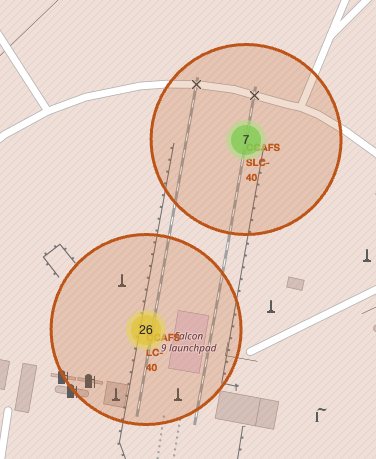 7
CCAFS
SLC-
40
26
CCAFS
LC-
40
Falcon
9 launchpad